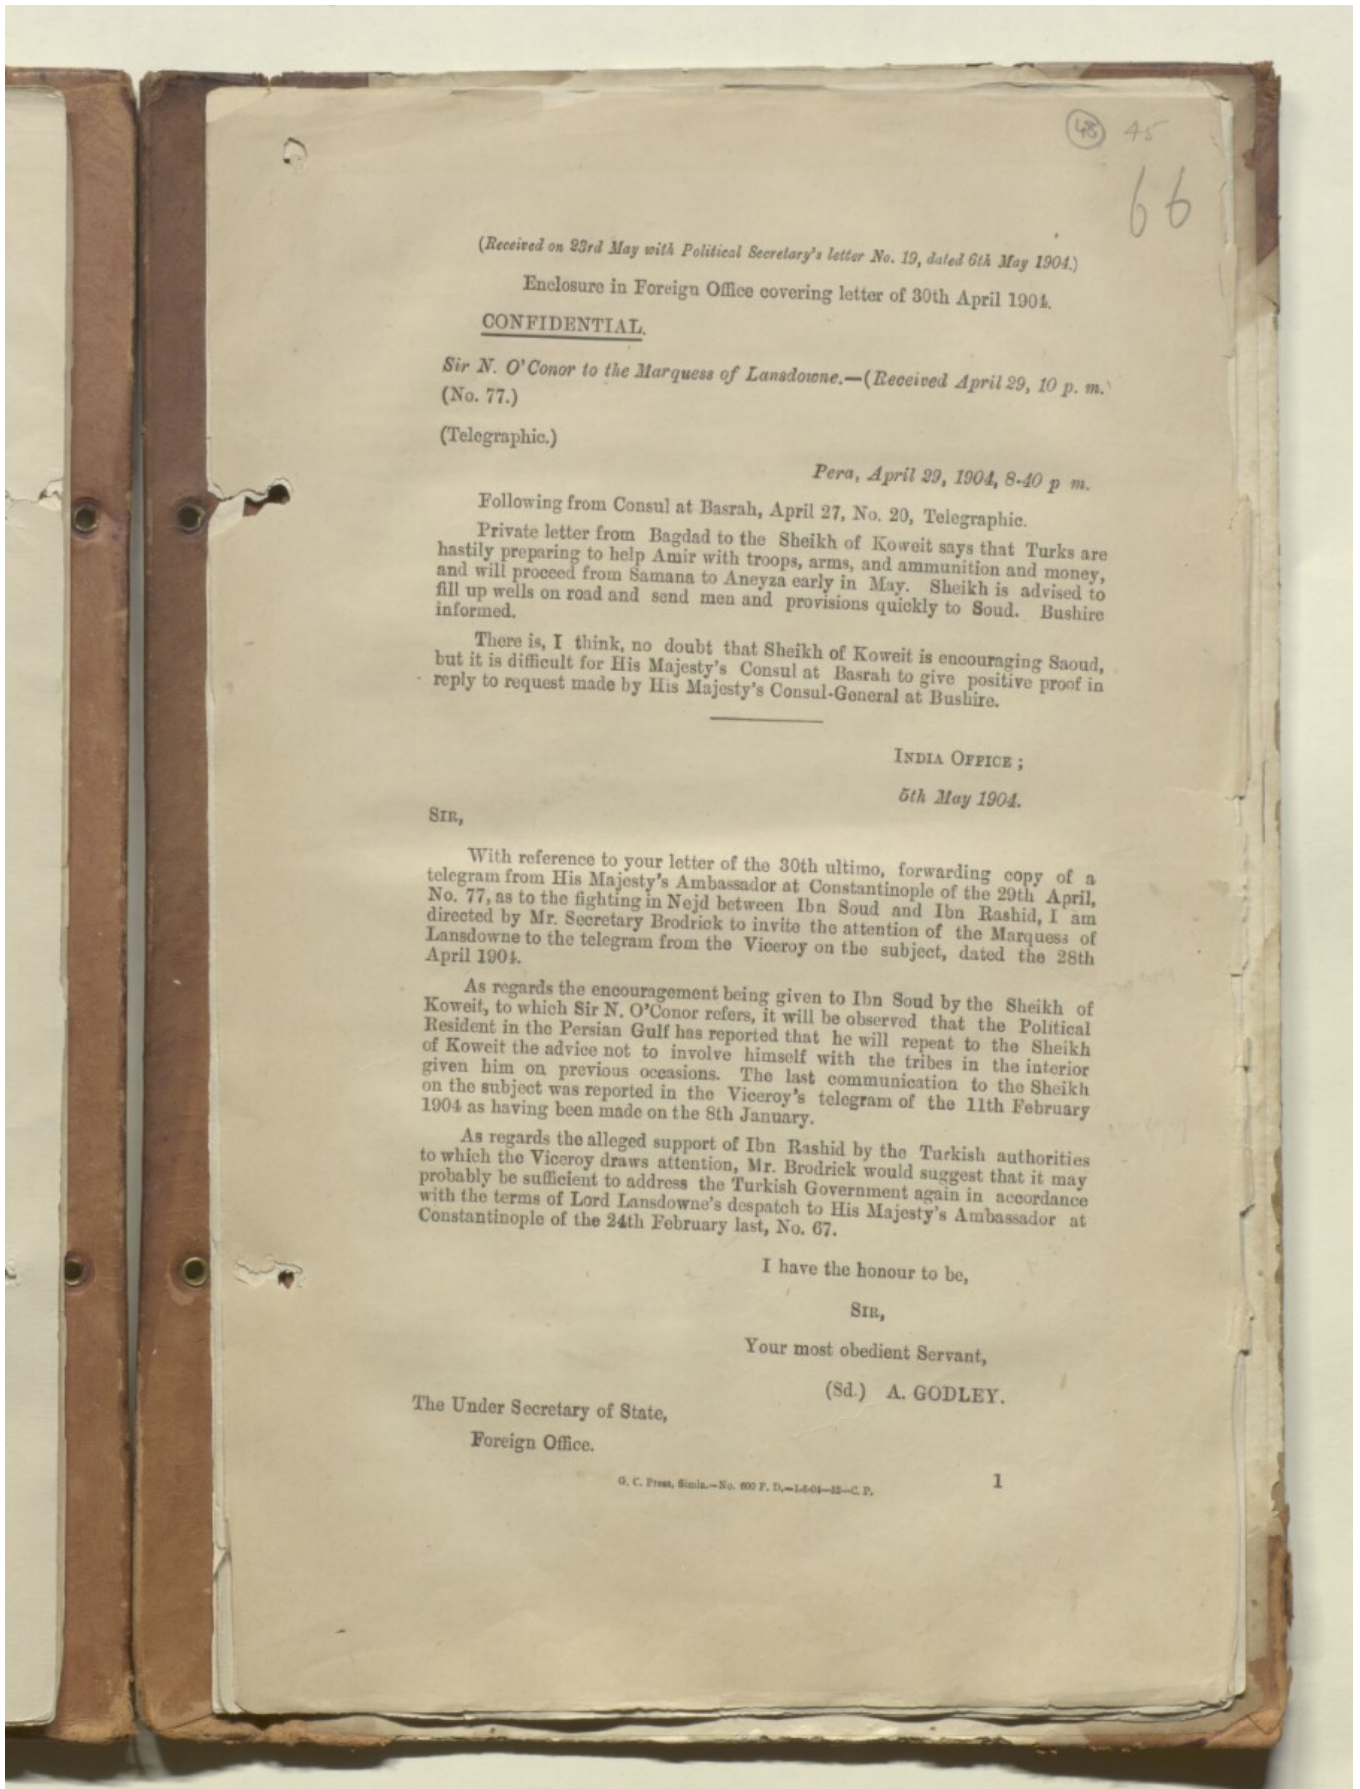 48 45
66
(Received on 23rd May with Political Secretary's letter No. 19, dated 6th May 1904.)
Enclosure in Foreign Office covering letter of 30th April 1904.
CONFIDENTIAL.
Sir N. O'Conor to the Marquess of Lansdowne.—(Received April 29, 10 p. m.)
(No. 77.)
(Telegraphic.)
Pera, April 29, 1904, 8-40 p m.
Following from Consul at Basrah, April 27, No. 20, Telegraphic.
Private letter from Bagdad to the Sheikh of Koweit says that Turks are
hastily preparing to help Amir with troops, arms, and ammunition and money,
and will proceed from Samana to Aneyza early in May. Sheikh is advised to
fill up wells on road and send men and provisions quickly to Soud. Bushire
informed.
There is, I think, no doubt that Sheikh of Koweit is encouraging Saoud,
but it is difficult for His Majesty's Consul at Basrah to give positive proof in
reply to request made by His Majesty's Consul-General at Bushire.
INDIA OFFICE;
5th May 1904.
SIR,
With reference to your letter of the 30th ultimo, forwarding copy of a
telegram from His Majesty's Ambassador at Constantinople of the 29th April,
No. 77, as to the fighting in Nejd between Ibn Soud and Ibn Rashid, I am
directed by Mr. Secretary Brodrick to invite the attention of the Marquess of
Lansdowne to the telegram from the Viceroy on the subject, dated the 28th
April 1904.
As regards the encouragement being given to Ibn Soud by the Sheikh of
Koweit, to which Sir N. O'Conor refers, it will be observed that the Political
Resident in the Persian Gulf has reported that he will repeat to the Sheikh
of Koweit the advice not to involve himself with the tribes in the interior
given him on previous occasions. The last communication to the Sheikh
on the subject was reported in the Viceroy's telegram of the 11th February
1904 as having been made on the 8th January.
As regards the alleged support of Ibn Rashid by the Turkish authorities
to which the Viceroy draws attention, Mr. Brodrick would suggest that it may
probably be sufficient to address the Turkish Government again in accordance
with the terms of Lord Lansdowne's despatch to His Majesty's Ambassador at
Constantinople of the 24th February last, No. 67.
I have the honour to be,
SIR,
Your most obedient Servant,
(Sd.) A. GODLEY.
The Under Secretary of State,
Foreign Office.
G. C. Press, Simla.—No. 600 F. D.—1-6-04—55—C. P.
1